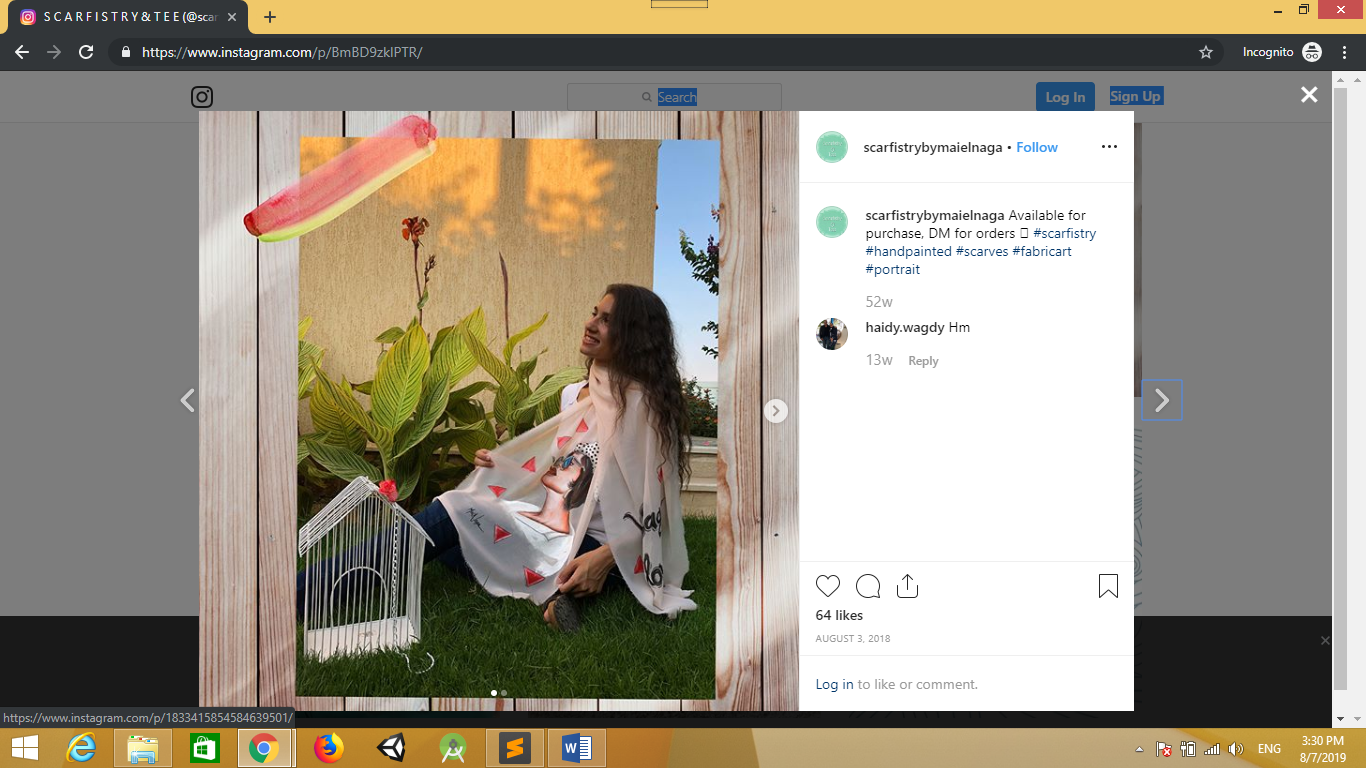 S C A R F I S T R Y & T E E (@scar
https://www.instagram.com/p/BmBD9zklPTR/
Incognito
Search
Log In
Sign Up
scarfistrybymaielnaga • Follow
scarfistrybymaielnaga Available for
purchase, DM for orders #scarfistry
#handpainted #scarves #fabricart
#portrait
52w
haidy.wagdy Hm
13w Reply
64 likes
AUGUST 3, 2018
Log in to like or comment.
https://www.instagram.com/p/1833415854584639501/
ENG
3:30 PM
8/7/2019